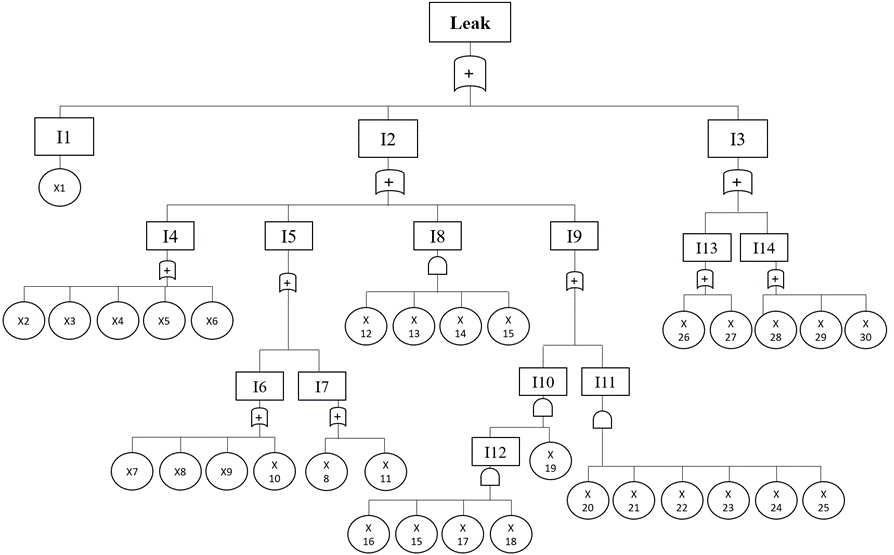 Leak
+
I1 I2 I3
X1 + +
I4 I5 I8 I9 I13 I14
+ + + + +
X2 X3 X4 X5 X6 X 12 X 13 X 14 X 15 X 26 X 27 X 28 X 29 X 30
I6 I7 I10 I11
+ +
X7 X8 X9 X 10 X 8 X 11 I12 X 19
X 20 X 21 X 22 X 23 X 24 X 25
X 16 X 15 X 17 X 18